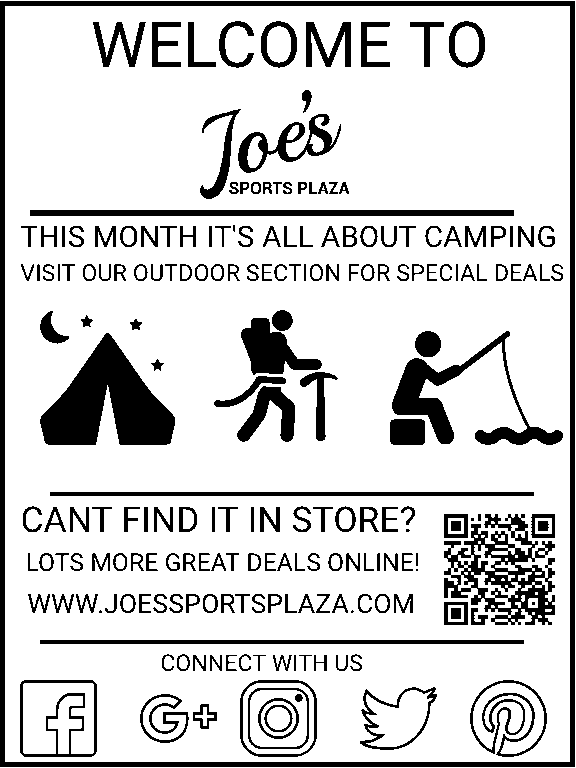 WELCOME TO
Joe's
SPORTS PLAZA
THIS MONTH IT'S ALL ABOUT CAMPING
VISIT OUR OUTDOOR SECTION FOR SPECIAL DEALS
CANT FIND IT IN STORE?
LOTS MORE GREAT DEALS ONLINE!
WWW.JOESSPORTSPLAZA.COM
CONNECT WITH US